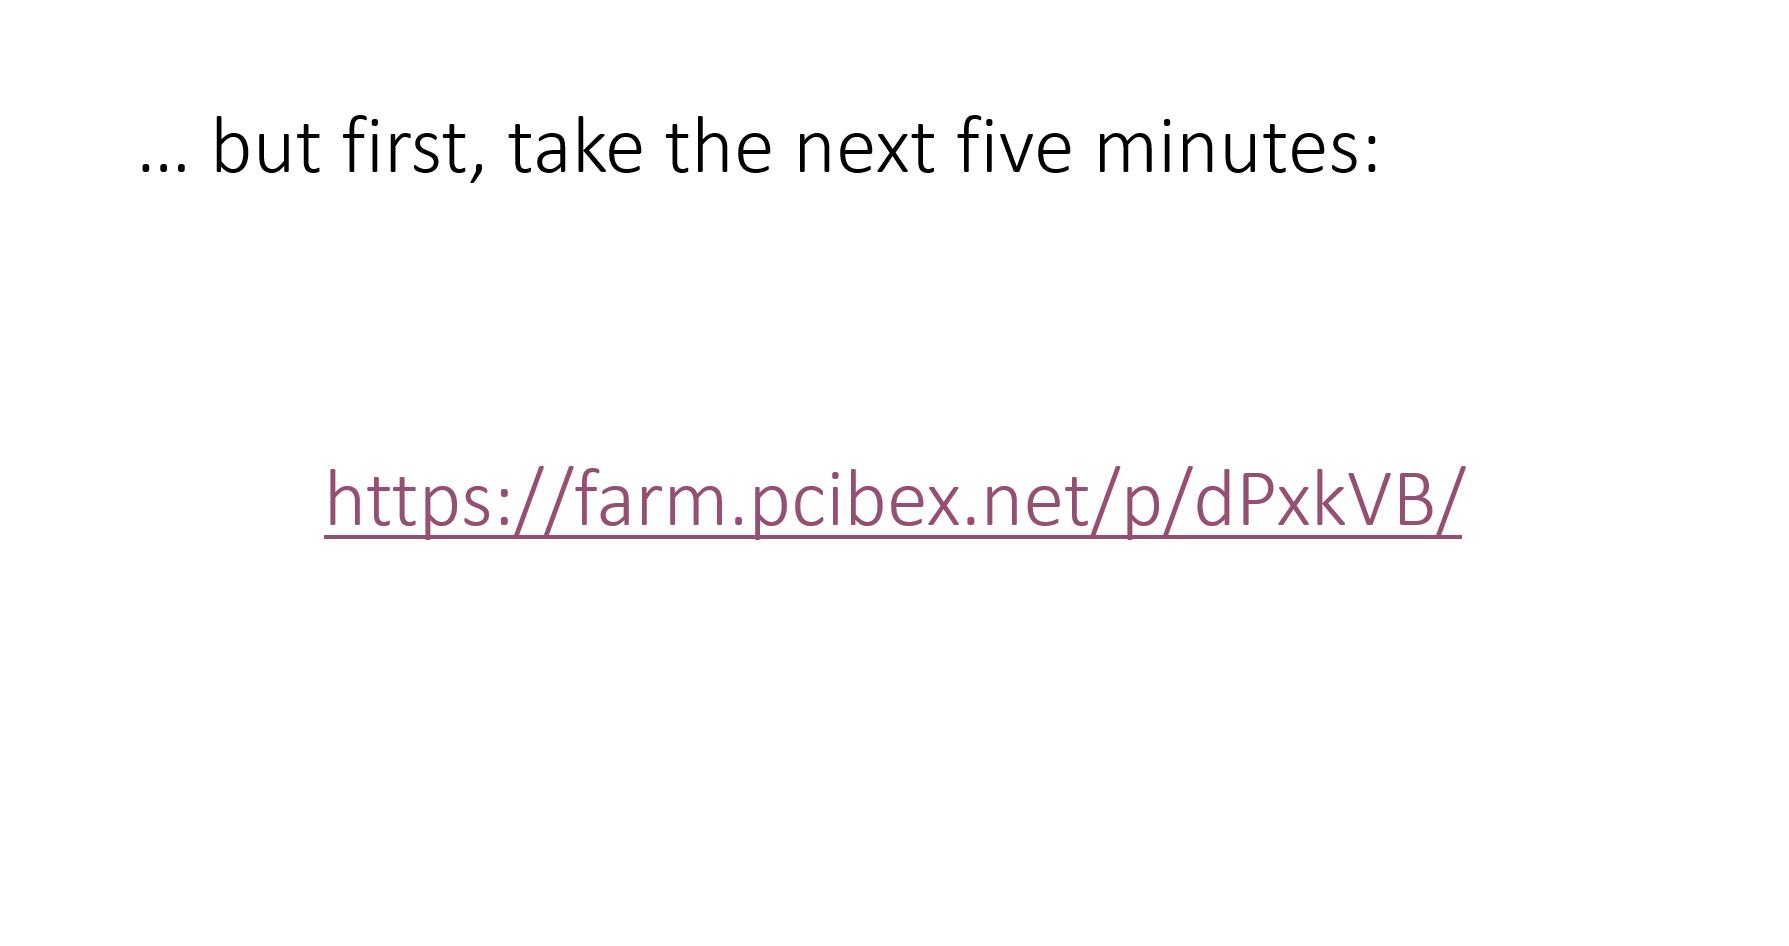 ... but first, take the next five minutes:
https://farm.pcibex.net/p/dPxkVB/